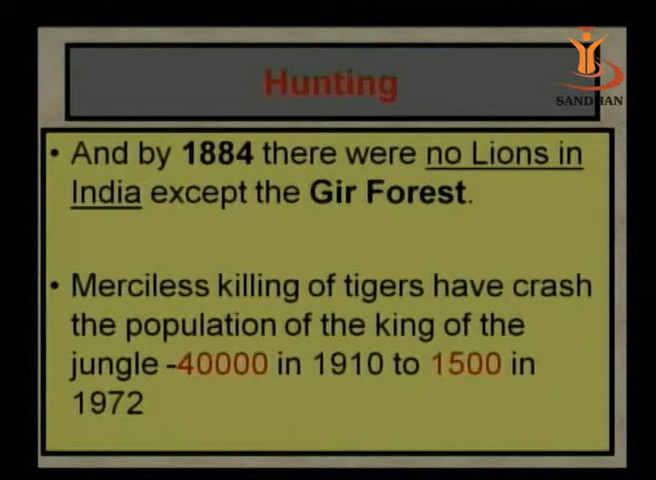 Hunting
SANDHAN
• And by 1884 there were no Lions in
India except the Gir Forest.
• Merciless killing of tigers have crash
the population of the king of the
jungle -40000 in 1910 to 1500 in
1972